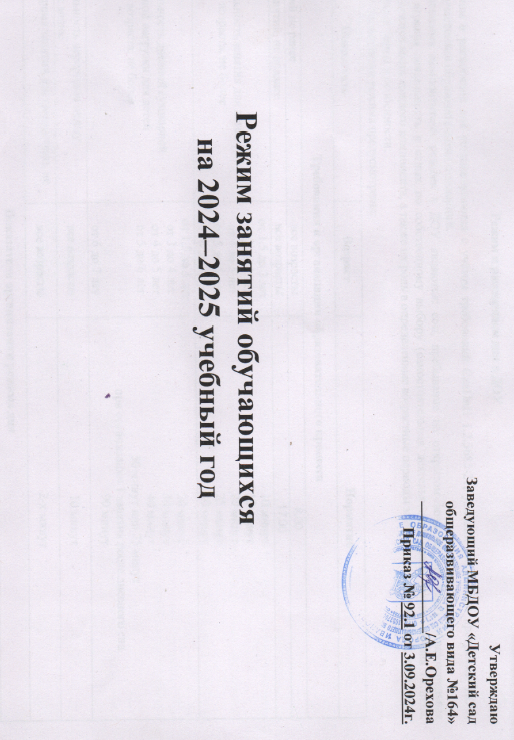 Утверждаю
Заведующий МБДОУ «Детский сад
общеразвивающего вида №164»
/А.Е.Орехова
Приказ № 92.1 от 3.09.2024г.
Режим занятий обучающихся
на 2024–2025 учебный год